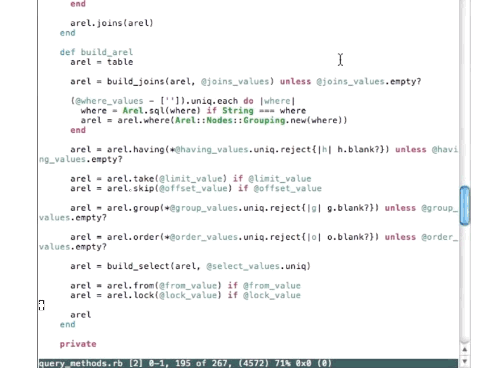 end
arel.joins(arel)
end
def build_arel
arel = table
arel = build_joins(arel, @joins_values) unless @joins_values.empty?
(@where_values - ['']).uniq.each do |where|
where = Arel.sql(where) if String === where
arel = arel.where(Arel::Nodes::Grouping.new(where))
end
arel = arel.having(*@having_values.uniq.reject{|h| h.blank?}) unless @havi
ng_values.empty?
arel = arel.take(@limit_value) if @limit_value
arel = arel.skip(@offset_value) if @offset_value
arel = arel.group(*@group_values.uniq.reject{|g| g.blank?}) unless @group_
values.empty?
arel = arel.order(*@order_values.uniq.reject{|o| o.blank?}) unless @order_
values.empty?
arel = build_select(arel, @select_values.uniq)
arel = arel.from(@from_value) if @from_value
arel = arel.lock(@lock_value) if @lock_value
arel
end
private
query_methods.rb [2] 0-1, 195 of 267, (4572) 71% 0x0 (0)